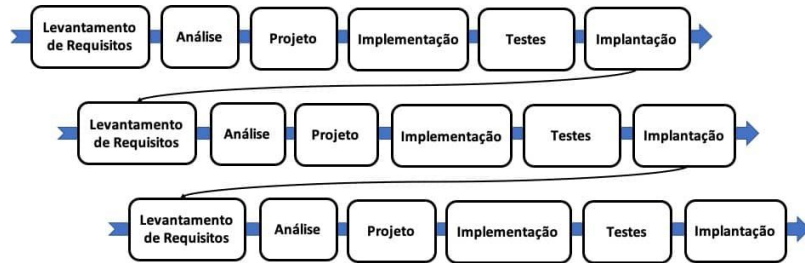 Levantamento
de Requisitos
Análise
Projeto
Implementação
Testes
Implantação
Levantamento
de Requisitos
Análise
Projeto
Implementação
Testes
Implantação
Levantamento
de Requisitos
Análise
Projeto
Implementação
Testes
Implantação